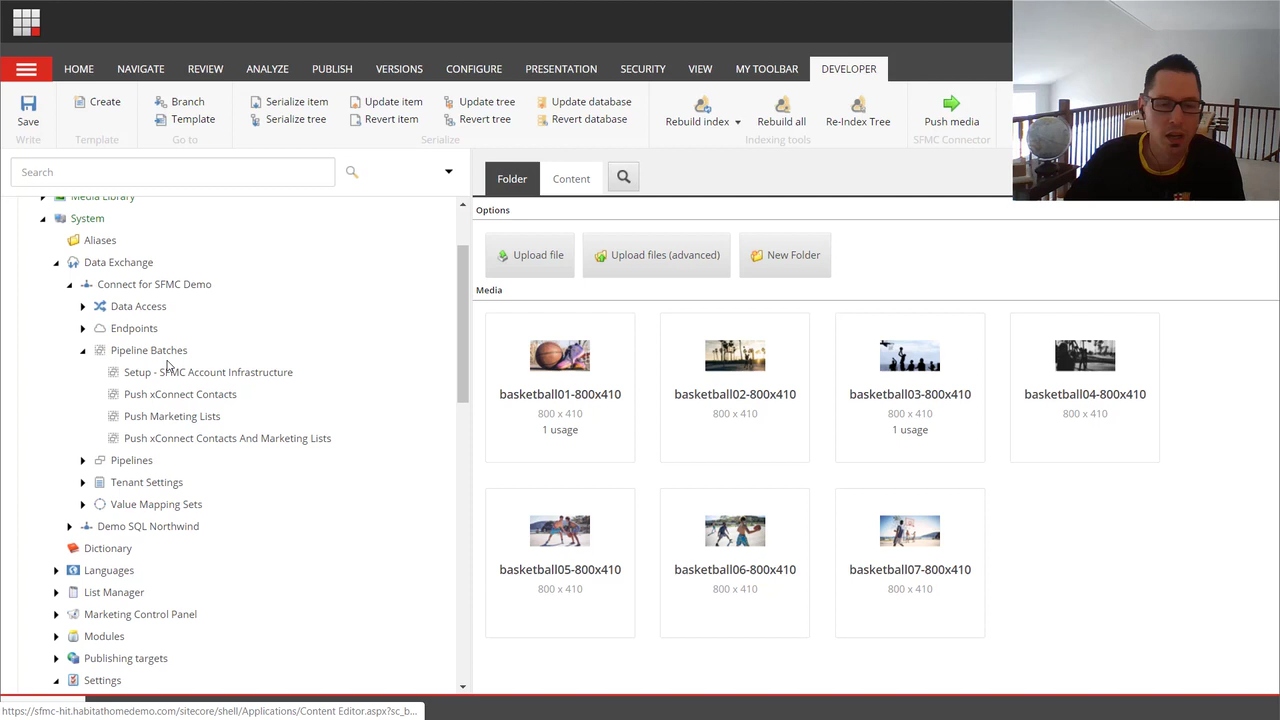 HOME NAVIGATE REVIEW ANALYZE PUBLISH VERSIONS CONFIGURE PRESENTATION SECURITY VIEW MY TOOLBAR DEVELOPER
Save
Write
Create
Template
Branch
Template
Go to
Serialize item
Serialize tree
Update item
Revert item
Update tree
Revert tree
Update database
Revert database
Serialize
Rebuild index
Rebuild all
Re-Index Tree
Indexing tools
Push media
SFMC Connector
Search
Media Library
System
Aliases
Data Exchange
Connect for SFMC Demo
Data Access
Endpoints
Pipeline Batches
Setup - SFMC Account Infrastructure
Push xConnect Contacts
Push Marketing Lists
Push xConnect Contacts And Marketing Lists
Pipelines
Tenant Settings
Value Mapping Sets
Demo SQL Northwind
Dictionary
Languages
List Manager
Marketing Control Panel
Modules
Publishing targets
Settings
Folder
Content
Options
Upload file
Upload files (advanced)
New Folder
Media
basketball01-800x410
800 x 410
1 usage
basketball02-800x410
800 x 410
basketball03-800x410
800 x 410
1 usage
basketball04-800x410
800 x 410
basketball05-800x410
800 x 410
basketball06-800x410
800 x 410
basketball07-800x410
800 x 410
https://sfmc-hit.habitathomedemo.com/sitecore/shell/Applications/Content Editor.aspx?sc_b...